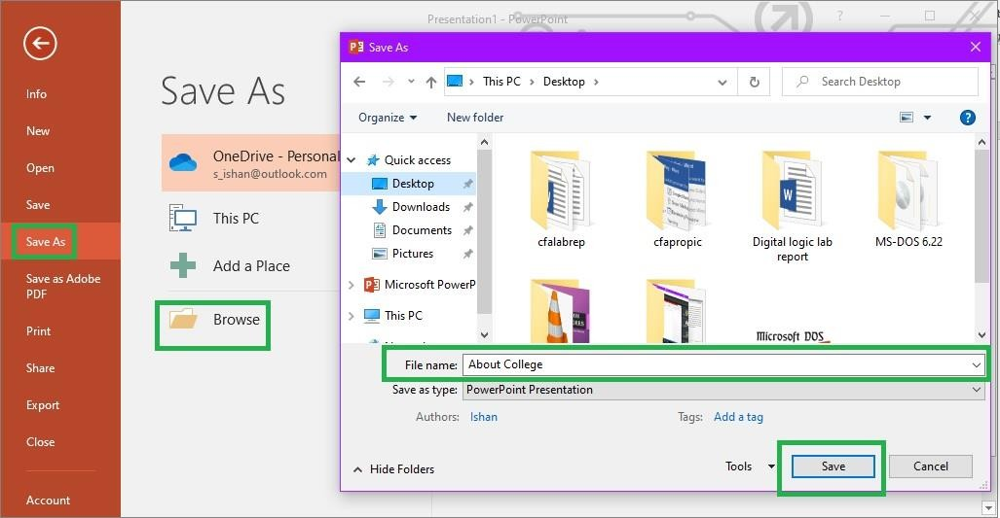 Presentation1 - PowerPoint
?
Info
New
Open
Save
Save As
Save as Adobe
PDF
Print
Share
Export
Close
Account
Save As
OneDrive - Personal
s_ishan@outlook.com
This PC
Add a Place
Browse
Save As
This PC
Desktop
Search Desktop
Organize
New folder
?
Quick access
Desktop
Downloads
Documents
Pictures
Microsoft PowerP
This PC
cfalabrep
cfapropic
Digital logic lab
report
MS-DOS 6.22
Microsoft DOS
File name: About College
Save as type: PowerPoint Presentation
Authors: Ishan
Tags: Add a tag
Hide Folders
Tools
Save
Cancel